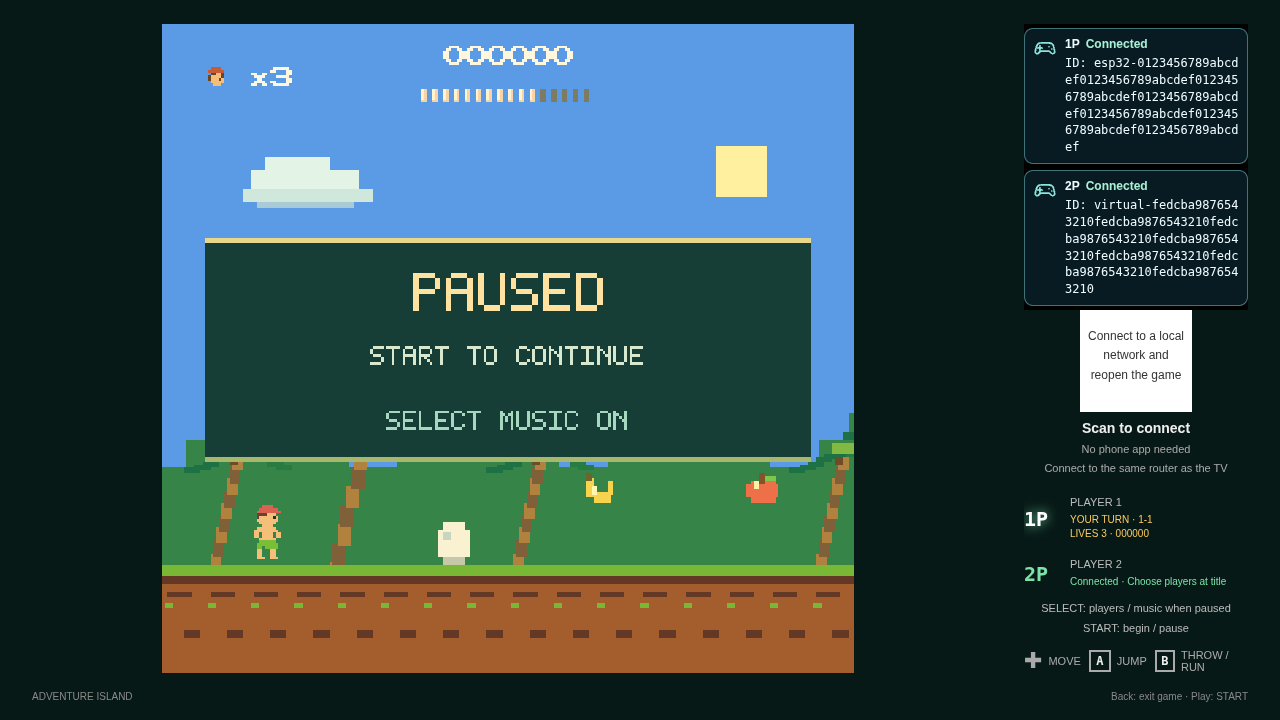 000000
x3
PAUSED
START TO CONTINUE
SELECT MUSIC ON
1P Connected
ID: esp32-0123456789abcd
ef0123456789abcdef012345
6789abcdef0123456789abcd
ef0123456789abcdef012345
6789abcdef0123456789abcd
ef
2P Connected
ID: virtual-fedcba987654
3210fedcba9876543210fedc
ba9876543210fedcba987654
3210fedcba9876543210fedc
ba9876543210fedcba987654
3210
Connect to a local
network and
reopen the game
Scan to connect
No phone app needed
Connect to the same router as the TV
1P
PLAYER 1
YOUR TURN · 1-1
LIVES 3 · 000000
2P
PLAYER 2
Connected · Choose players at title
SELECT: players / music when paused
START: begin / pause
MOVE A JUMP B THROW /
RUN
ADVENTURE ISLAND
Back: exit game · Play: START